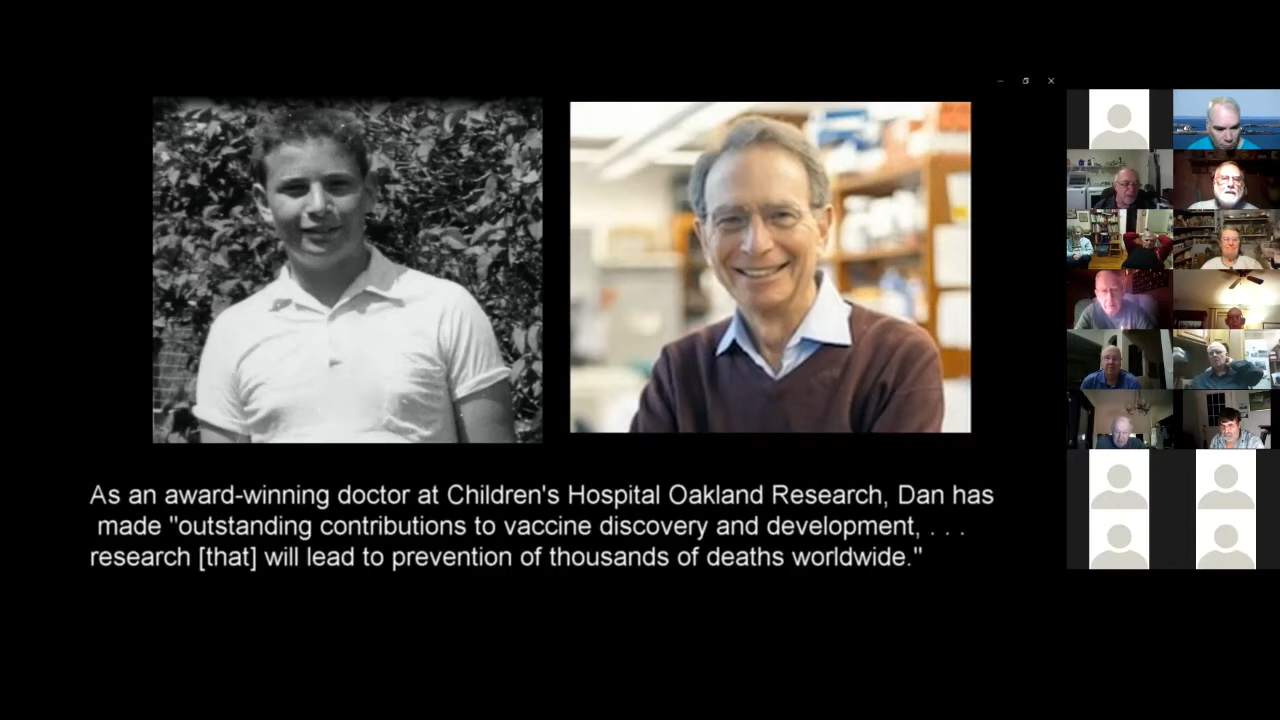 As an award-winning doctor at Children's Hospital Oakland Research, Dan has
made "outstanding contributions to vaccine discovery and development, . . .
research [that] will lead to prevention of thousands of deaths worldwide."